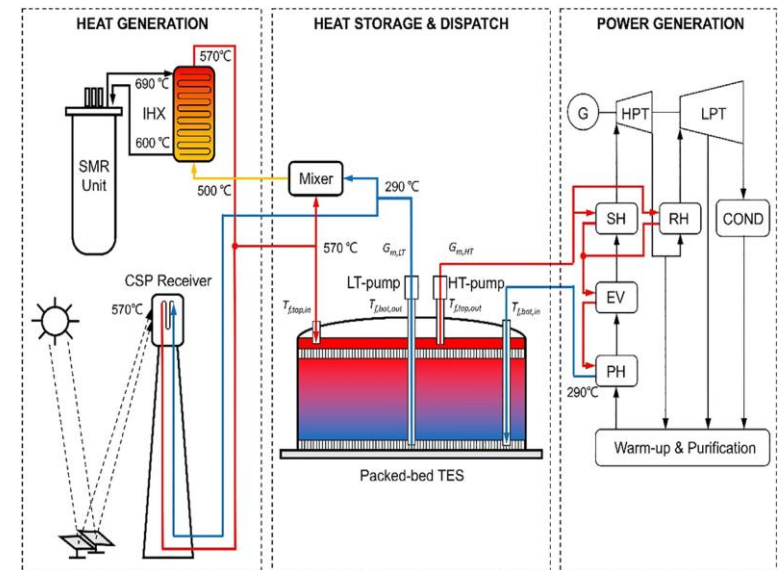 HEAT GENERATION
570℃
690 ℃
IHX
600℃
SMR
Unit
500 ℃
CSP Receiver
570℃
HEAT STORAGE & DISPATCH
Mixer
290 ℃
570 ℃
G_m,LT
G_m,HT
LT-pump
HT-pump
T_f,top,in
T_f,bot,out
T_f,top,out
T_f,bot,in
Packed-bed TES
POWER GENERATION
G
HPT
LPT
SH
RH
COND
EV
PH
290℃
Warm-up & Purification